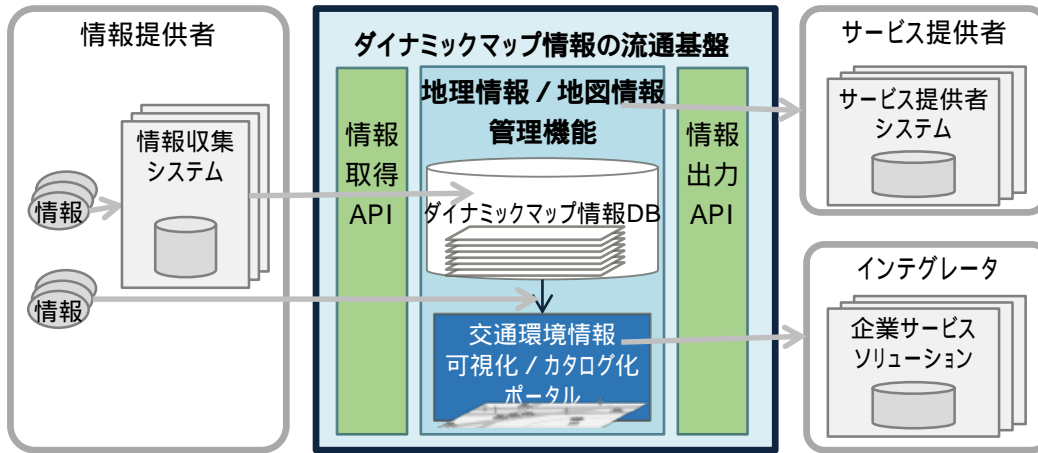 情報提供者
情報収集
システム
情報
情報
ダイナミックマップ情報の流通基盤
情報
取得
API
地理情報 / 地図情報
管理機能
ダイナミックマップ情報DB
交通環境情報
可視化 / カタログ化
ポータル
情報
出力
API
サービス提供者
サービス提供者
システム
インテグレータ
企業サービス
ソリューション